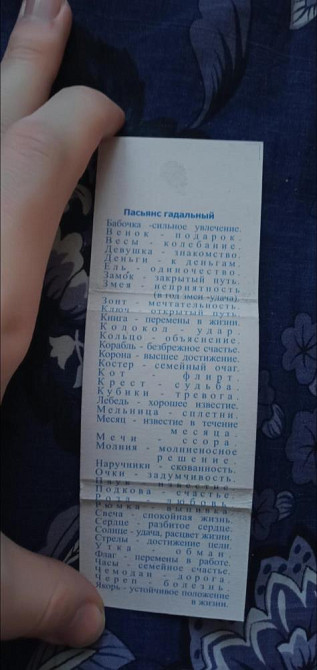 Пасьянс гадальный
Бабочка -сильное увлечение.
Венок - подарок.
Весы - колебание.
Девушка - знакомство.
Деньги - к деньгам.
Ель - одиночество.
Замок - закрытый путь.
Змея - неприятность
(в год змеи -удача).
Зонт - мечтательность.
Ключ - открытый путь.
Книга - перемены в жизни.
Колокол - удар.
Кольцо - объяснение.
Корабль - безбрежное счастье.
Корона - высшее достижение.
Костер - семейный очаг.
Кот - флирт.
Крест - судьба.
Кубики - тревога.
Лебедь - хорошее известие.
Мельница - сплетни.
Месяц - известие в течение
месяца.
Мечи - ссора.
Молния - молниеносное
решение.
Наручники - скованность.
Очки - задумчивость.
известие.
Подкова - счастье.
Роза - любовь.
Рюмка - выпивка.
Свеча - спокойная жизнь.
Сердце - разбитое сердце.
Солнце - удача, расцвет жизни.
Стрелы - достижение цели.
Утка - обман.
Флаг - перемены в работе.
Часы - семейное счастье.
Чемодан - дорога.
Череп - болезнь.
Якорь - устойчивое положение
в жизни.